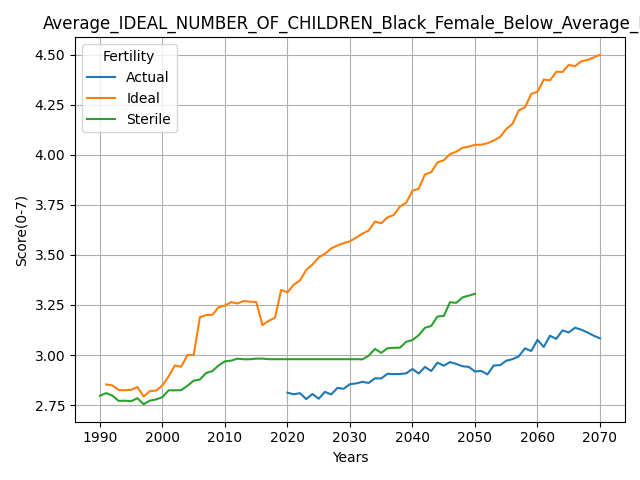 Average_IDEAL_NUMBER_OF_CHILDREN_Black_Female_Below_Average_
Fertility
Actual
Ideal
Sterile
Score(0-7)
4.50
4.25
4.00
3.75
3.50
3.25
3.00
2.75
1990 2000 2010 2020 2030 2040 2050 2060 2070
Years